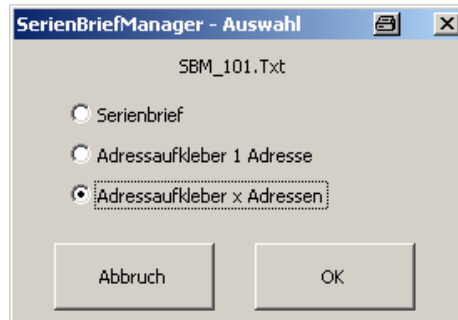 SerienBriefManager - Auswahl
SBM_101.Txt
Serienbrief
Adressaufkleber 1 Adresse
Adressaufkleber x Adressen
Abbruch OK